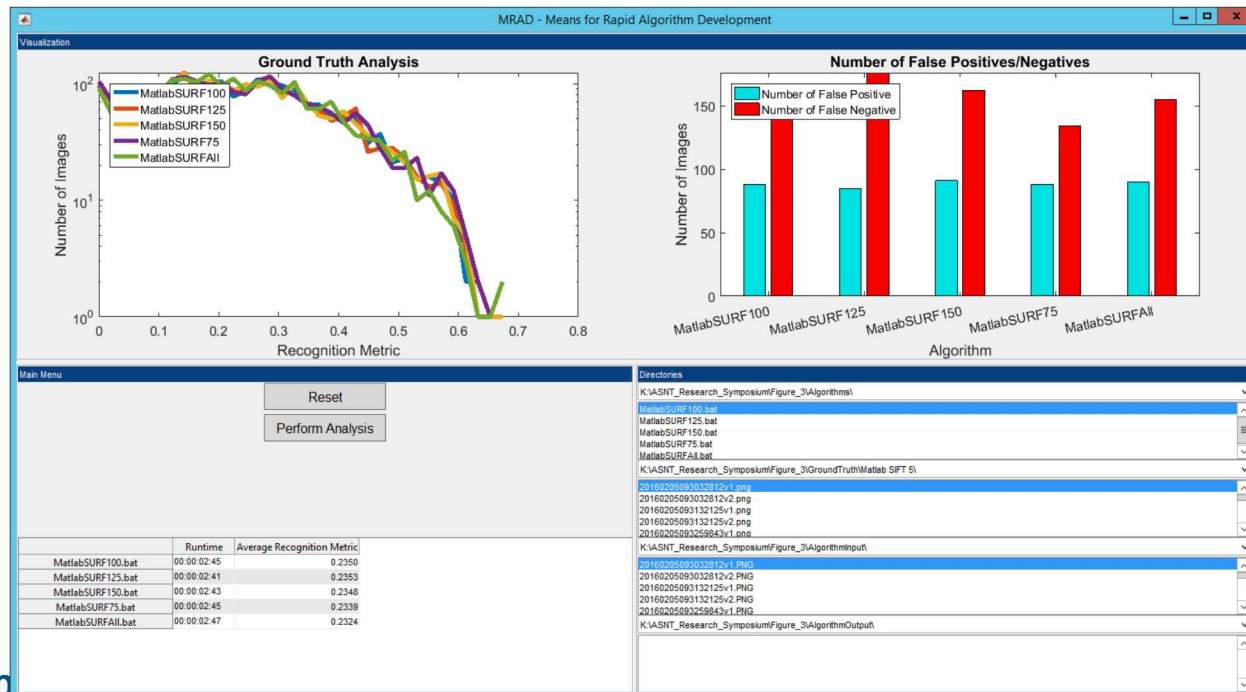 MRAD - Means for Rapid Algorithm Development
Visualization
Ground Truth Analysis
10^2
10^1
10^0
Number of Images
MatlabSURF100
MatlabSURF125
MatlabSURF150
MatlabSURF75
MatlabSURFAll
0 0.1 0.2 0.3 0.4 0.5 0.6 0.7 0.8
Recognition Metric
Number of False Positives/Negatives
150
100
50
0
Number of Images
Number of False Positive
Number of False Negative
MatlabSURF100 MatlabSURF125 MatlabSURF150 MatlabSURF75 MatlabSURFAll
Algorithm
Main Menu
Reset
Perform Analysis
Runtime Average Recognition Metric
MatlabSURF100.bat 00:00:02:45 0.2350
MatlabSURF125.bat 00:00:02:41 0.2353
MatlabSURF150.bat 00:00:02:43 0.2348
MatlabSURF75.bat 00:00:02:45 0.2339
MatlabSURFAll.bat 00:00:02:47 0.2324
Directories
K:\ASNT_Research_Symposium\Figure_3\Algorithms\
MatlabSURF100.bat
MatlabSURF125.bat
MatlabSURF150.bat
MatlabSURF75.bat
MatlabSURFAll.bat
K:\ASNT_Research_Symposium\Figure_3\GroundTruth\Matlab SIFT 5\
20160205093032812v1.png
20160205093032812v2.png
20160205093132125v1.png
20160205093132125v2.png
20160205093259843v1.png
K:\ASNT_Research_Symposium\Figure_3\AlgorithmInput\
20160205093032812v1.PNG
20160205093032812v2.PNG
20160205093132125v1.PNG
20160205093132125v2.PNG
20160205093259843v1.PNG
K:\ASNT_Research_Symposium\Figure_3\AlgorithmOutput\